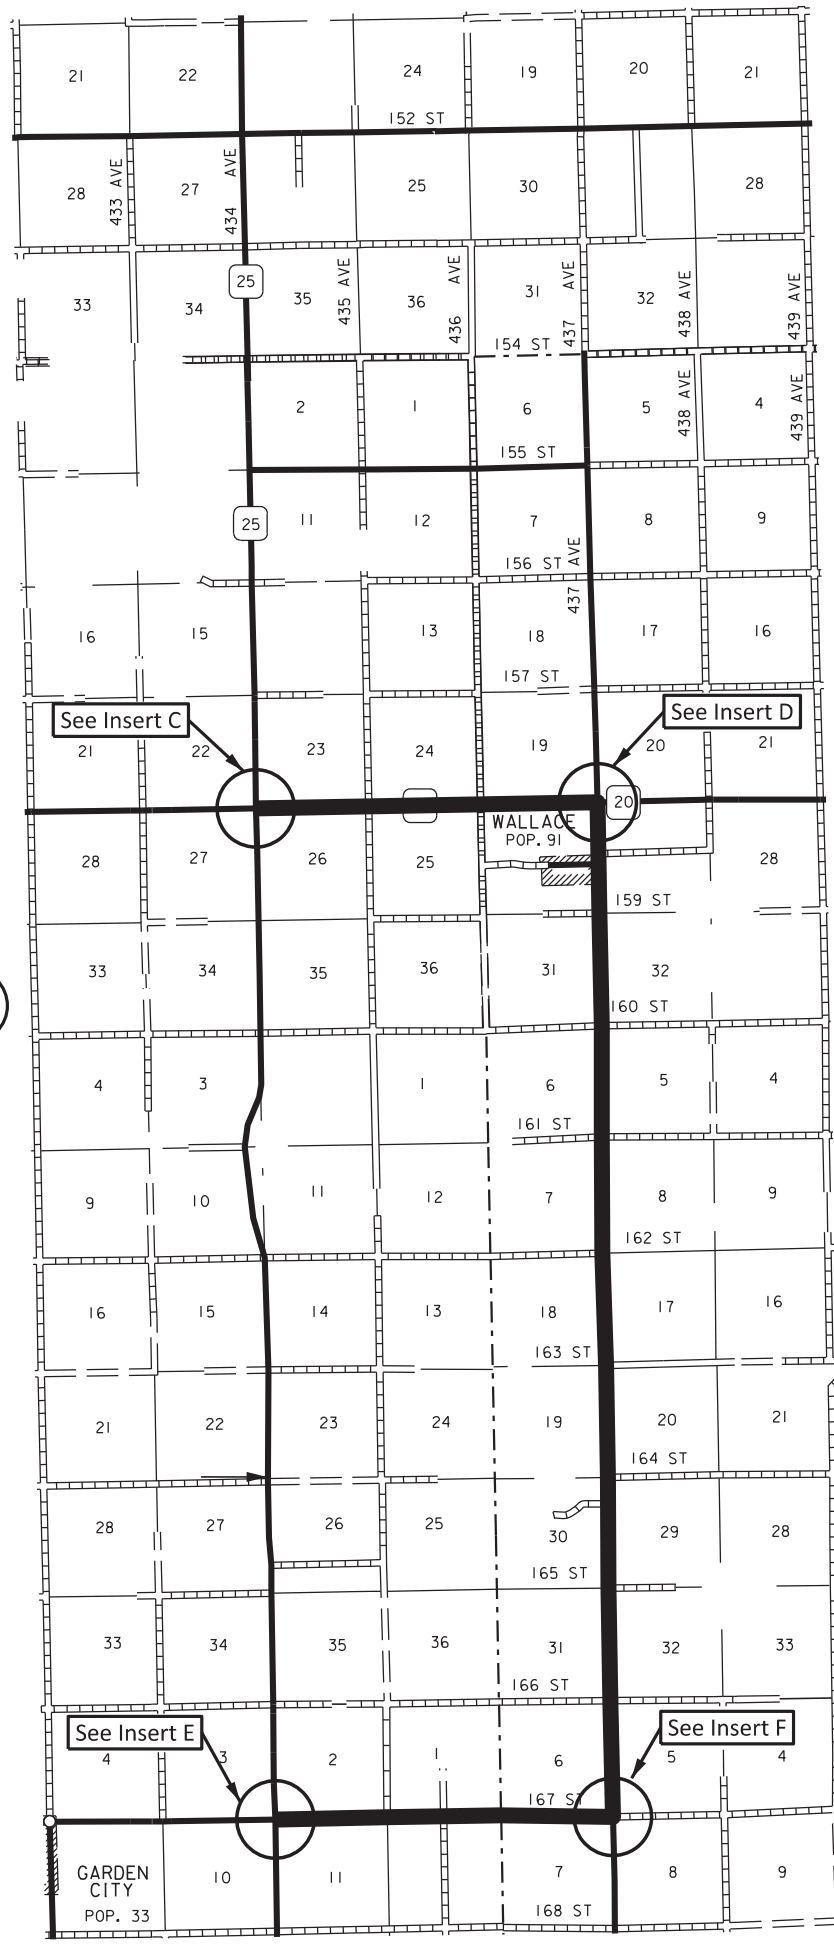 21 22 24 19 20 21
152 ST
28 433 AVE 27 434 AVE 25 30 28
25
33 34 35 435 AVE 36 436 AVE 31 437 AVE 32 438 AVE 439 AVE
154 ST
2 1 6 5 438 AVE 4 439 AVE
155 ST
25
11 12 7 8 9
156 ST
437 AVE
16 15 13 18 17 16
157 ST
See Insert C
See Insert D
21 22 23 24 19 20 21
20
WALLACE
POP. 91
28 27 26 25 28
159 ST
33 34 35 36 31 32
160 ST
4 3 1 6 5 4
161 ST
9 10 11 12 7 8 9
162 ST
16 15 14 13 18 17 16
163 ST
21 22 23 24 19 20 21
164 ST
28 27 26 25 30 29 28
165 ST
33 34 35 36 31 32 33
166 ST
See Insert E
See Insert F
4 3 2 1 6 5 4
167 ST
GARDEN
CITY
POP. 33
10 11 7 8 9
168 ST